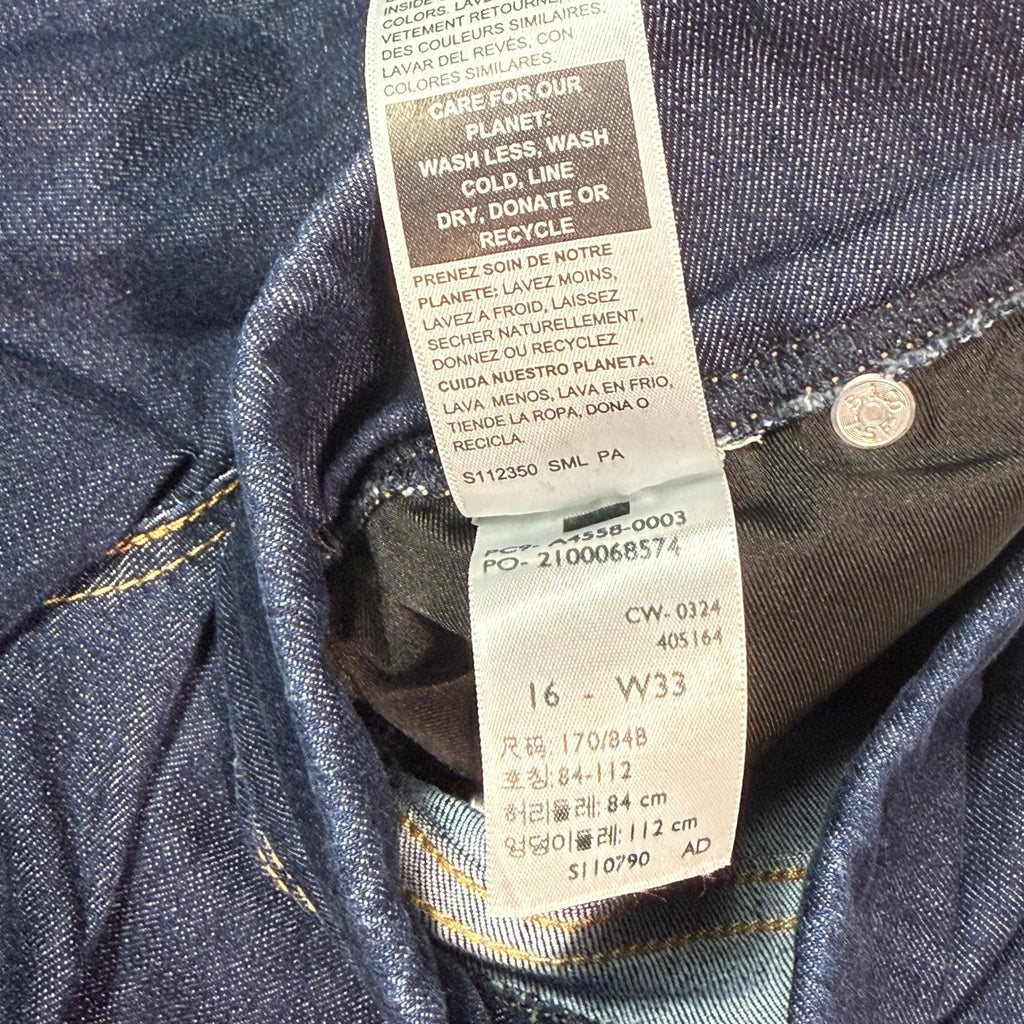 COLORS, LAVE
VETEMENT RETOURNE,
DES COULEURS SIMILAIRES.
LAVAR DEL REVÉS, CON
COLORES SIMILARES.
CARE FOR OUR
PLANET:
WASH LESS, WASH
COLD, LINE
DRY, DONATE OR
RECYCLE
PRENEZ SOIN DE NOTRE
PLANETE: LAVEZ MOINS,
LAVEZ A FROID, LAISSEZ
SECHER NATURELLEMENT,
DONNEZ OU RECYCLEZ
CUIDA NUESTRO PLANETA:
LAVA MENOS, LAVA EN FRIO,
TIENDE LA ROPA, DONA O
RECICLA.
S112350 SML PA
PC9- A4558-0003
PO- 2100068574
CW- 0324
405164
16 - W33
尺码: 170/84B
호칭: 84-112
허리둘레: 84 cm
엉덩이둘레: 112 cm
S110790 AD